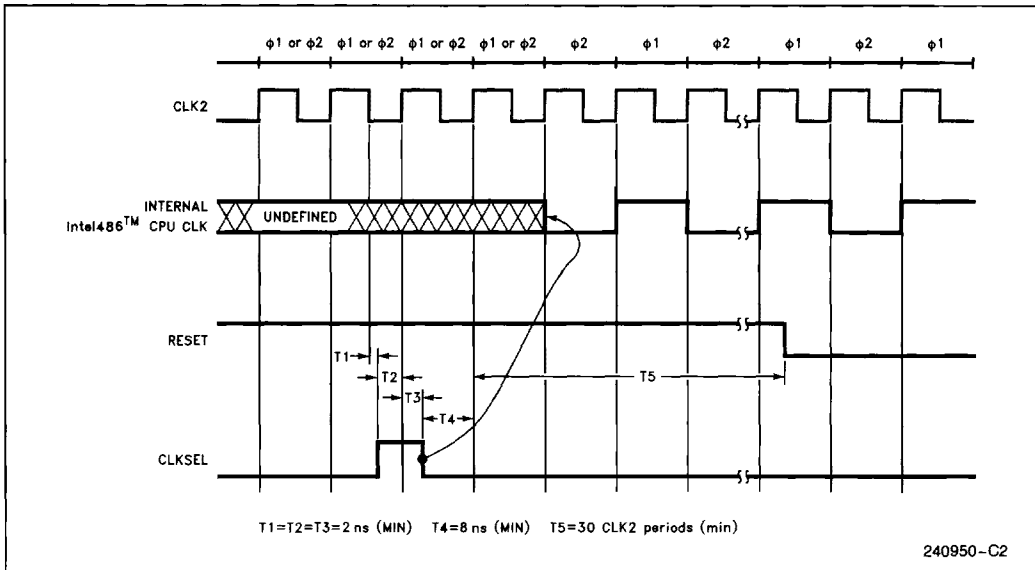 ϕ1 or ϕ2 ϕ1 or ϕ2 ϕ1 or ϕ2 ϕ1 or ϕ2 ϕ2 ϕ1 ϕ2 ϕ1 ϕ2 ϕ1
CLK2
INTERNAL
Intel486™ CPU CLK
UNDEFINED
RESET
T1
T2
T3
T4
T5
CLKSEL
T1=T2=T3=2 ns (MIN) T4=8 ns (MIN) T5=30 CLK2 periods (min)
240950-C2